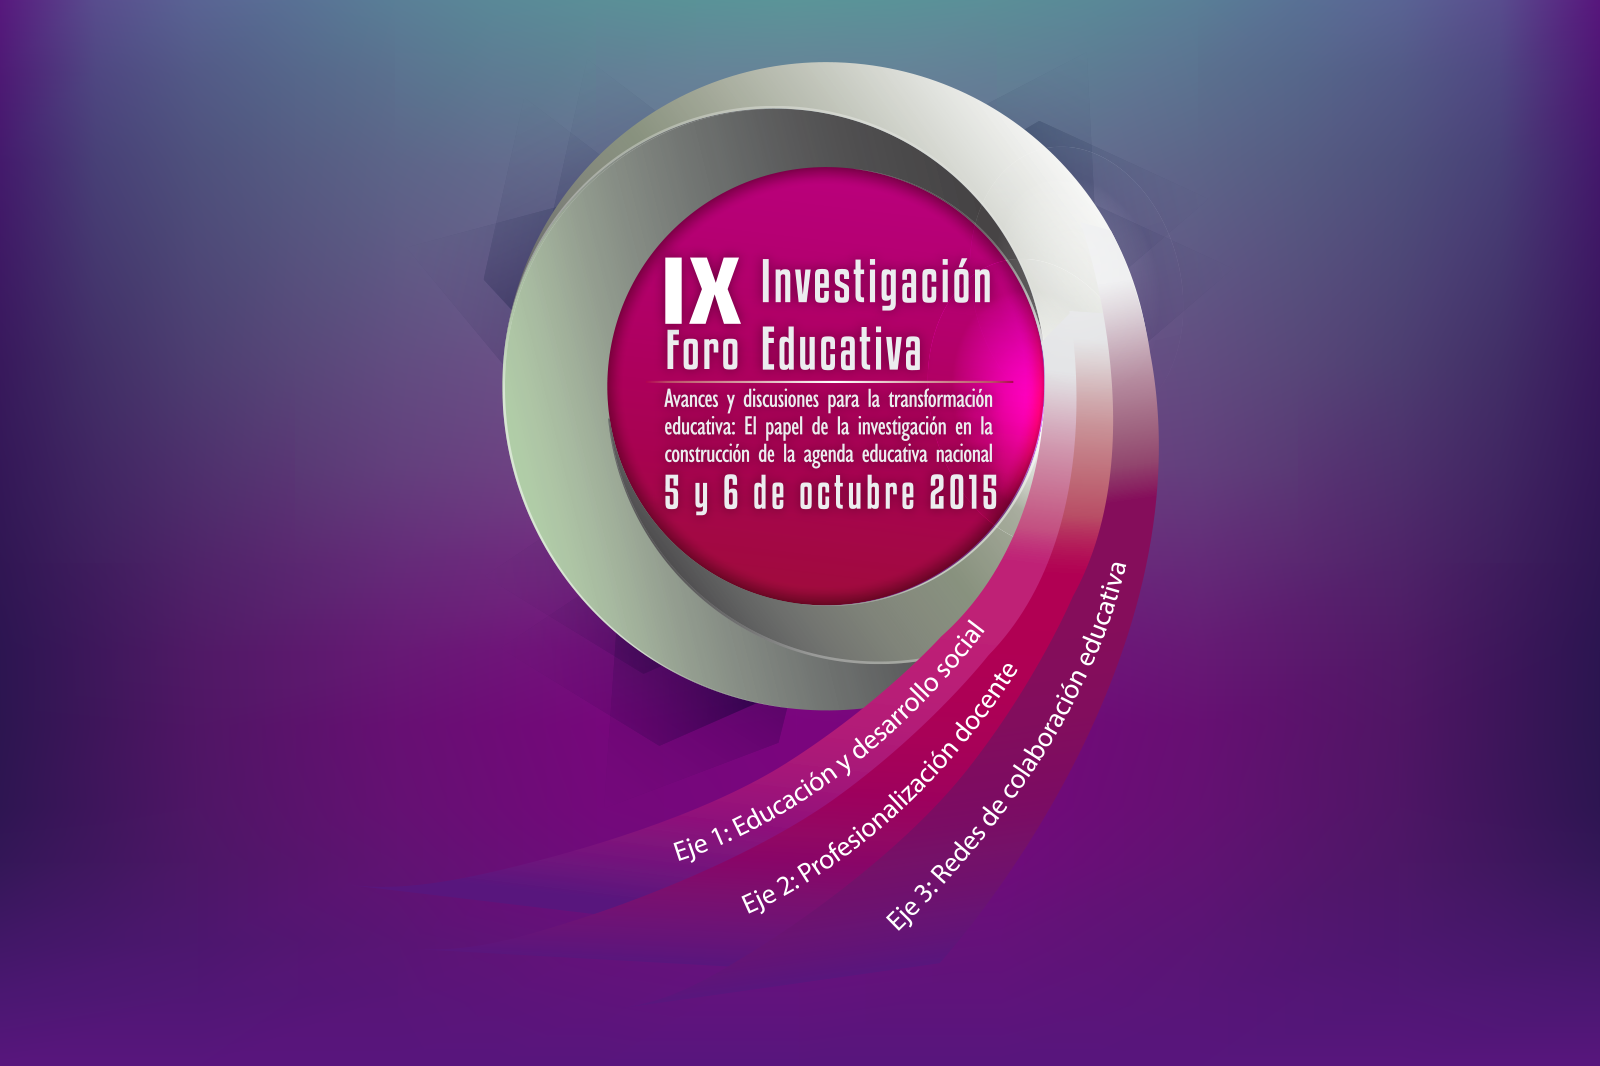 IX
Foro
Investigación
Educativa
Avances y discusiones para la transformación
educativa: El papel de la investigación en la
construcción de la agenda educativa nacional
5 y 6 de octubre 2015
Eje 1: Educación y desarrollo social
Eje 2: Profesionalización docente
Eje 3: Redes de colaboración educativa